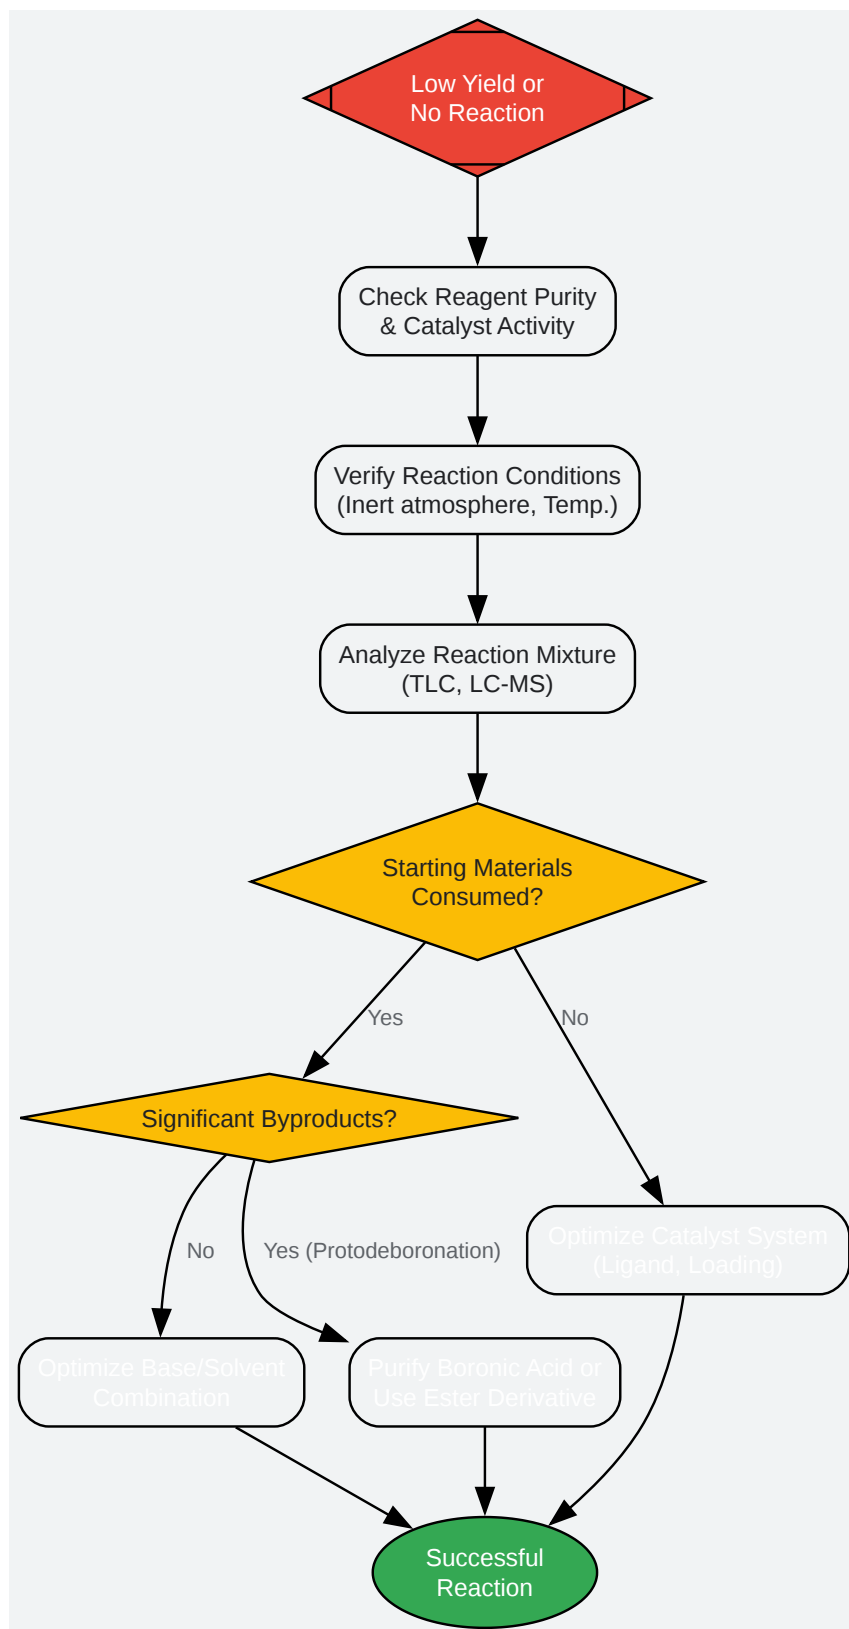 Low Yield or
No Reaction
Check Reagent Purity
& Catalyst Activity
Verify Reaction Conditions
(Inert atmosphere, Temp.)
Analyze Reaction Mixture
(TLC, LC-MS)
Starting Materials
Consumed?
Yes
No
Significant Byproducts?
No
Yes (Protodeboronation)
Optimize Catalyst System
(Ligand, Loading)
Optimize Base/Solvent
Combination
Purify Boronic Acid or
Use Ester Derivative
Successful
Reaction